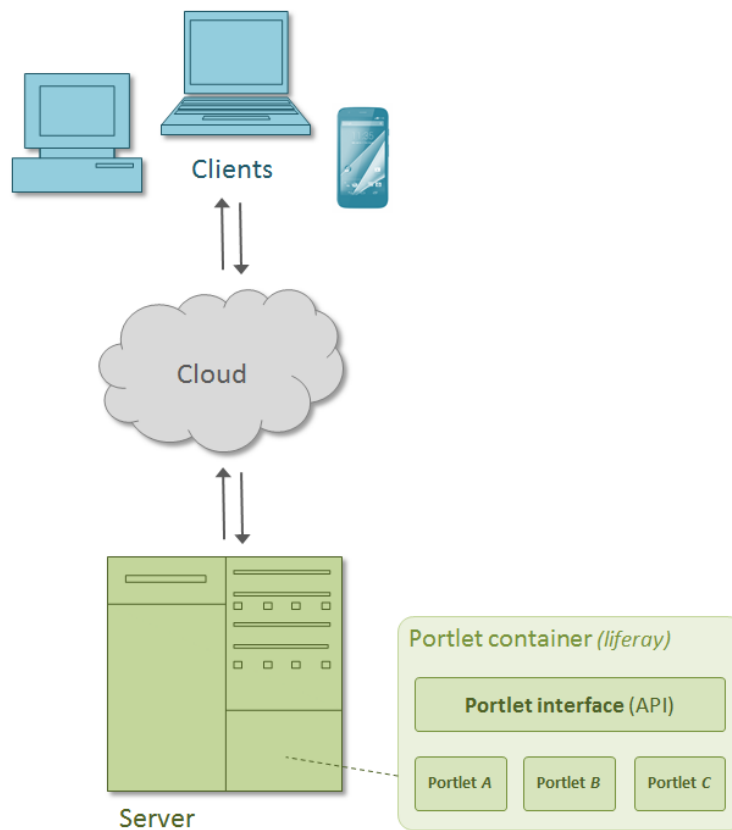 Clients
Cloud
Server
Portlet container (liferay)
Portlet interface (API)
Portlet A
Portlet B
Portlet C